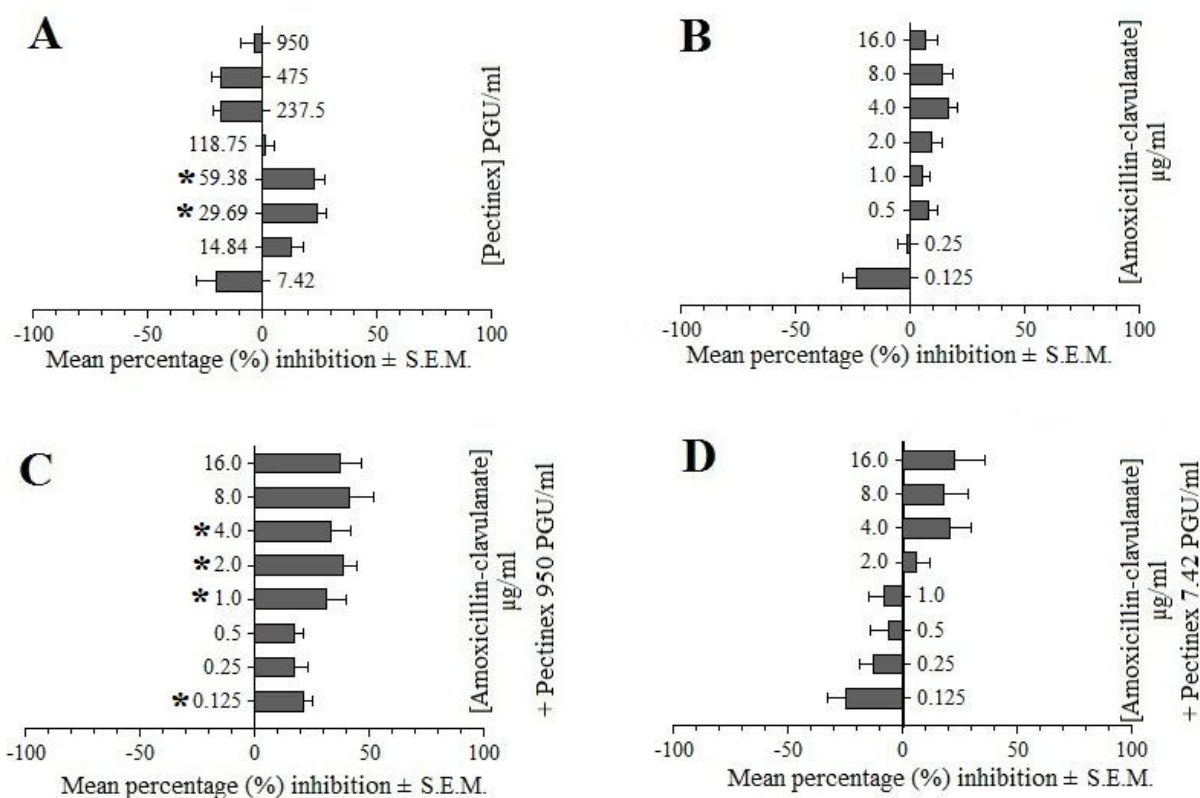 A
950
475
237.5
118.75
* 59.38
* 29.69
14.84
7.42
[Pectinex] PGU/ml
-100 -50 0 50 100
Mean percentage (%) inhibition ± S.E.M.
B
16.0
8.0
4.0
2.0
1.0
0.5
0.25
0.125
[Amoxicillin-clavulanate]
µg/ml
-100 -50 0 50 100
Mean percentage (%) inhibition ± S.E.M.
C
16.0
8.0
* 4.0
* 2.0
* 1.0
0.5
0.25
* 0.125
[Amoxicillin-clavulanate]
µg/ml
+ Pectinex 950 PGU/ml
-100 -50 0 50 100
Mean percentage (%) inhibition ± S.E.M.
D
16.0
8.0
4.0
2.0
1.0
0.5
0.25
0.125
[Amoxicillin-clavulanate]
µg/ml
+ Pectinex 7.42 PGU/ml
-100 -50 0 50 100
Mean percentage (%) inhibition ± S.E.M.